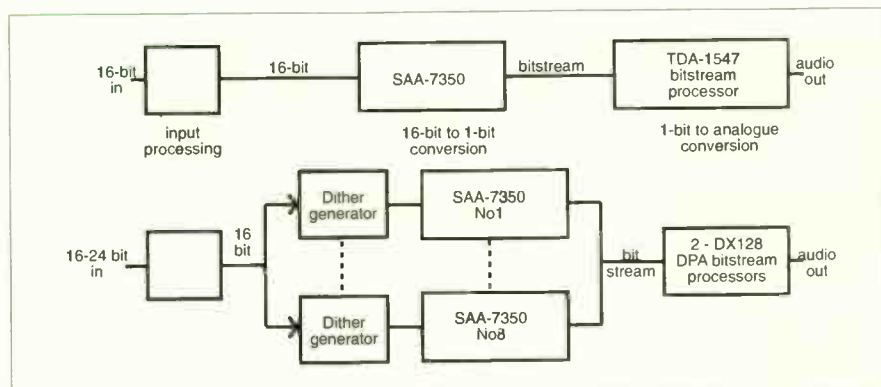 16-bit
in
input
processing
16-bit
SAA-7350
16-bit to 1-bit
conversion
bitstream
TDA-1547
bitstream
processor
1-bit to analogue
conversion
audio
out
16-24 bit
in
16
bit
Dither
generator
SAA-7350
No1
Dither
generator
SAA-7350
No8
bit
stream
2 - DX128
DPA bitstream
processors
audio
out